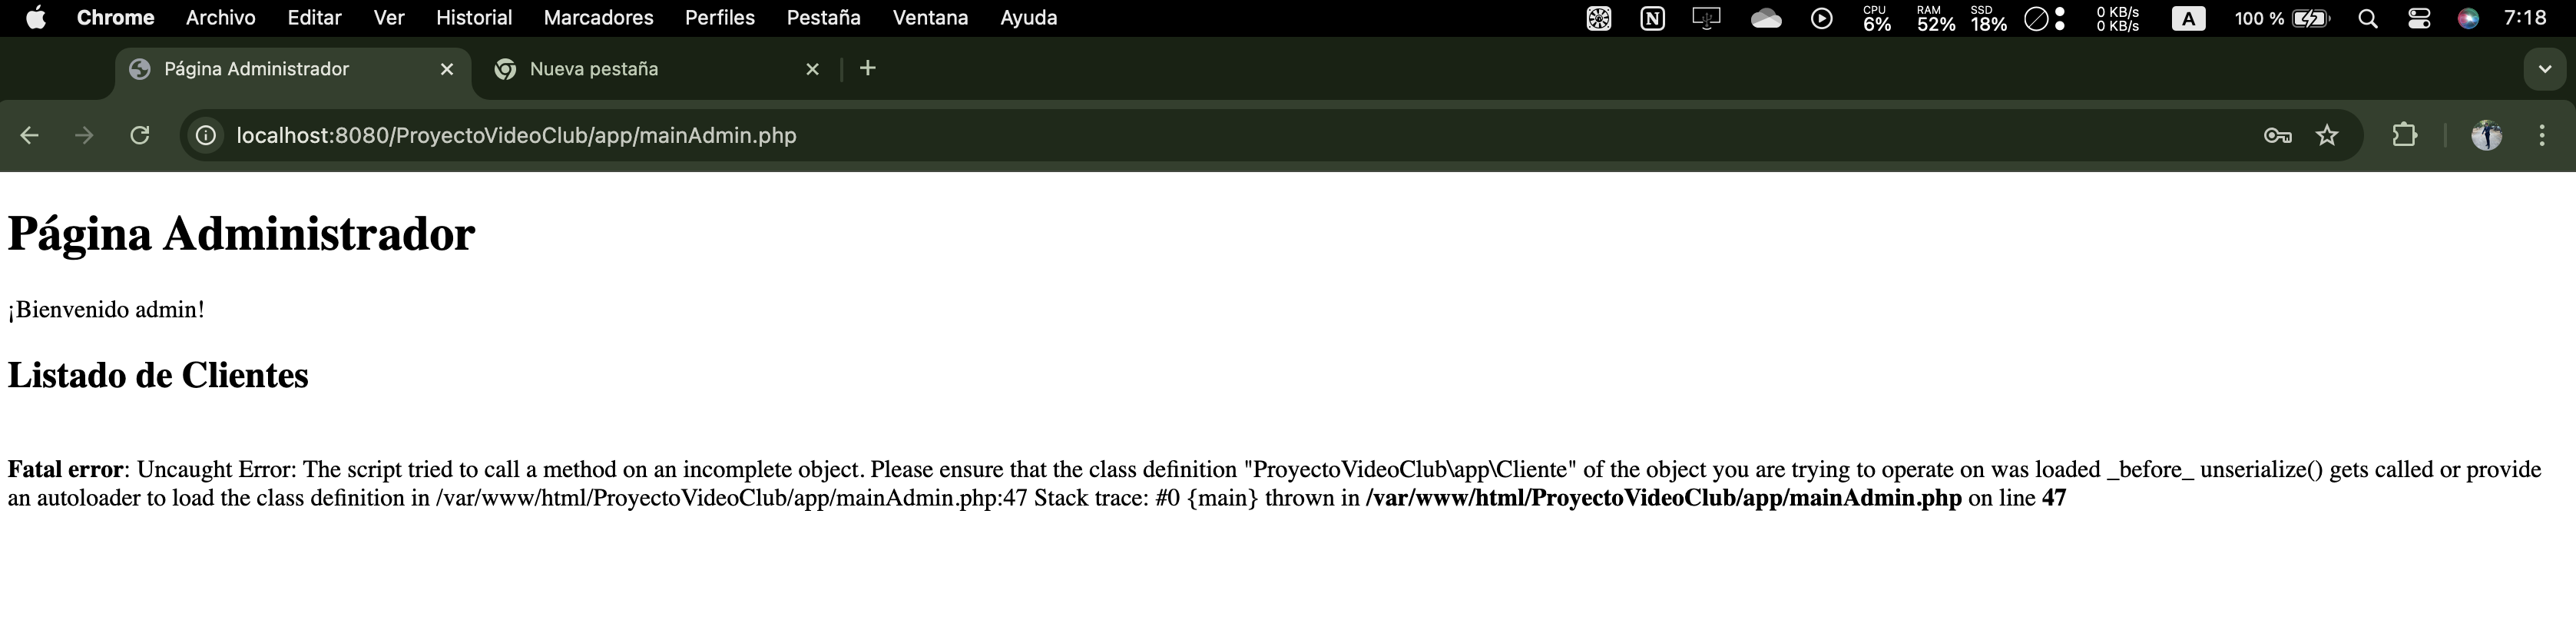 Chrome Archivo Editar Ver Historial Marcadores Perfiles Pestaña Ventana Ayuda N CPU 6% RAM 52% SSD 18% 0 KB/s 0 KB/s A 100 % 7:18
Página Administrador Nueva pestaña
localhost:8080/ProyectoVideoClub/app/mainAdmin.php
Página Administrador
¡Bienvenido admin!
Listado de Clientes
Fatal error: Uncaught Error: The script tried to call a method on an incomplete object. Please ensure that the class definition "ProyectoVideoClub\app\Cliente" of the object you are trying to operate on was loaded _before_ unserialize() gets called or provide
an autoloader to load the class definition in /var/www/html/ProyectoVideoClub/app/mainAdmin.php:47 Stack trace: #0 {main} thrown in /var/www/html/ProyectoVideoClub/app/mainAdmin.php on line 47